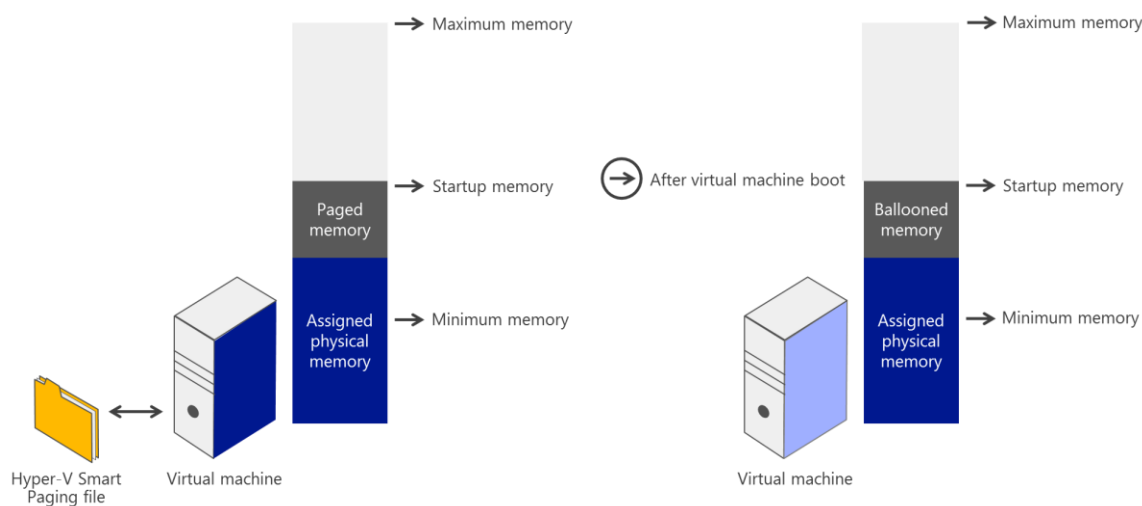 Maximum memory
Startup memory
Paged
memory
Assigned
physical
memory
Minimum memory
Hyper-V Smart
Paging file
Virtual machine
After virtual machine boot
Maximum memory
Startup memory
Ballooned
memory
Assigned
physical
memory
Minimum memory
Virtual machine